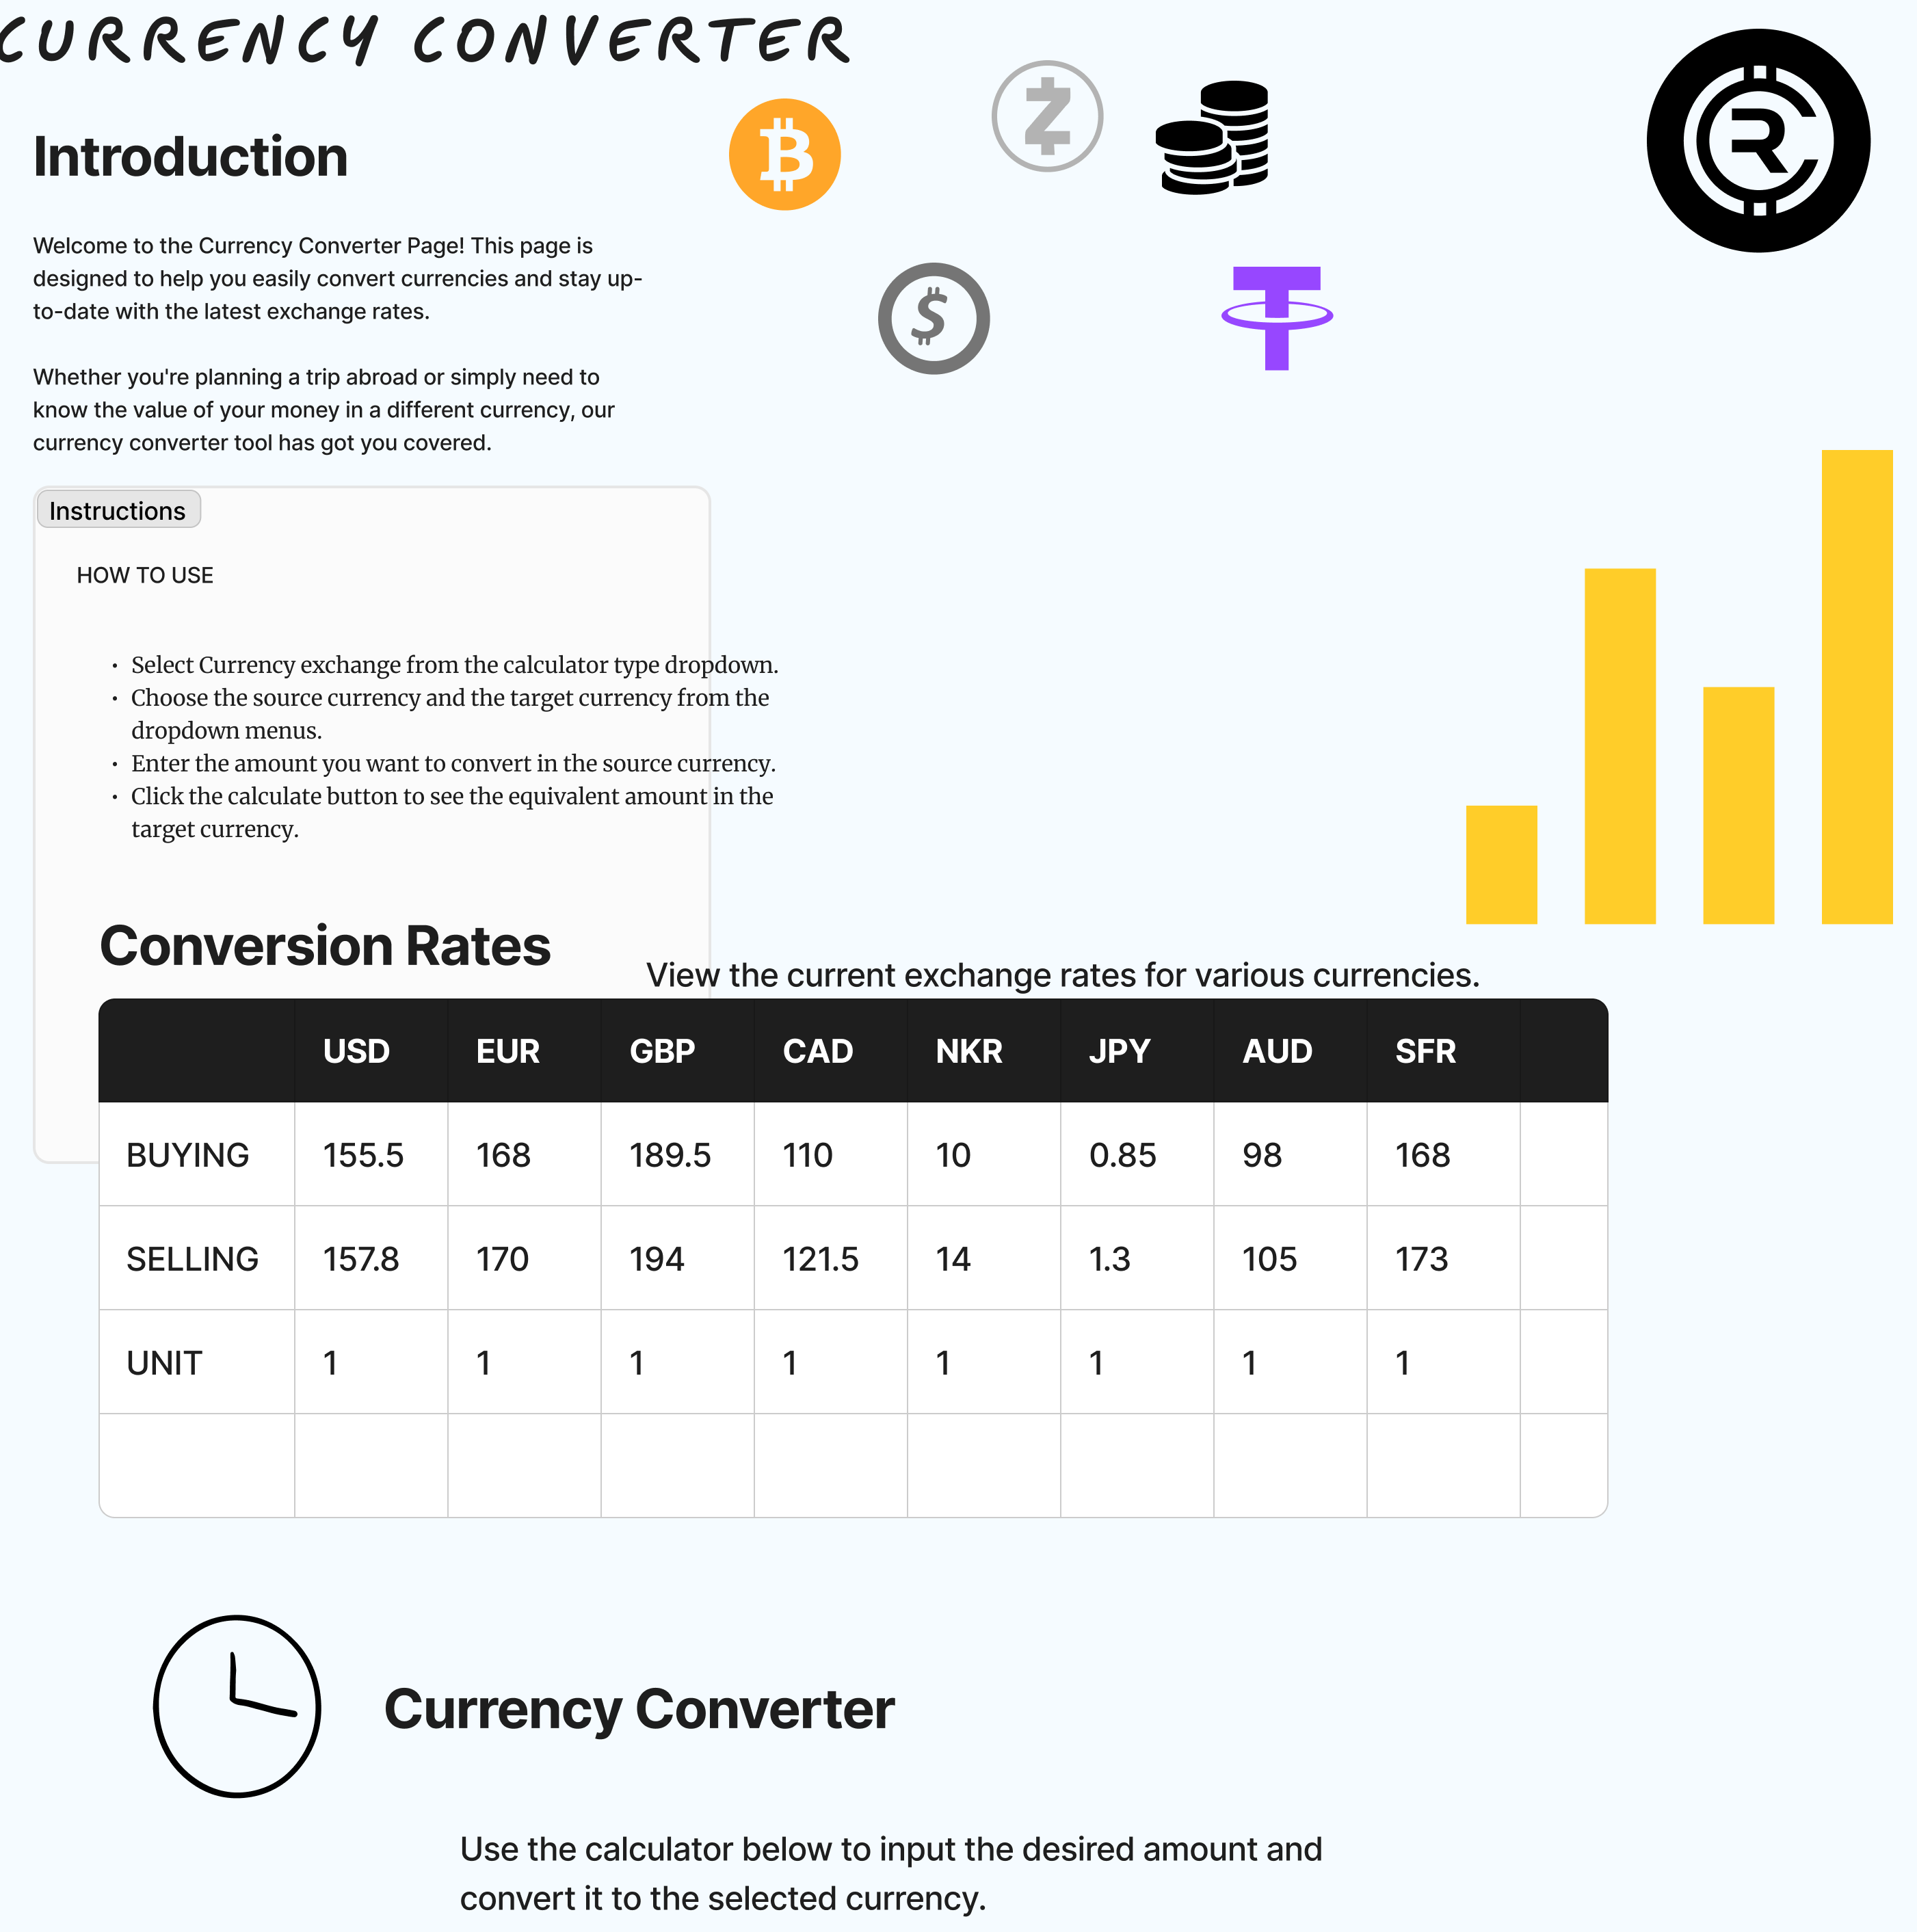 CURRENCY CONVERTER
Introduction
Welcome to the Currency Converter Page! This page is
designed to help you easily convert currencies and stay up-
to-date with the latest exchange rates.
Whether you're planning a trip abroad or simply need to
know the value of your money in a different currency, our
currency converter tool has got you covered.
Instructions
HOW TO USE
• Select Currency exchange from the calculator type dropdown.
• Choose the source currency and the target currency from the
dropdown menus.
• Enter the amount you want to convert in the source currency.
• Click the calculate button to see the equivalent amount in the
target currency.
Conversion Rates
View the current exchange rates for various currencies.
USD EUR GBP CAD NKR JPY AUD SFR
BUYING 155.5 168 189.5 110 10 0.85 98 168
SELLING 157.8 170 194 121.5 14 1.3 105 173
UNIT 1 1 1 1 1 1 1 1
Currency Converter
Use the calculator below to input the desired amount and
convert it to the selected currency.